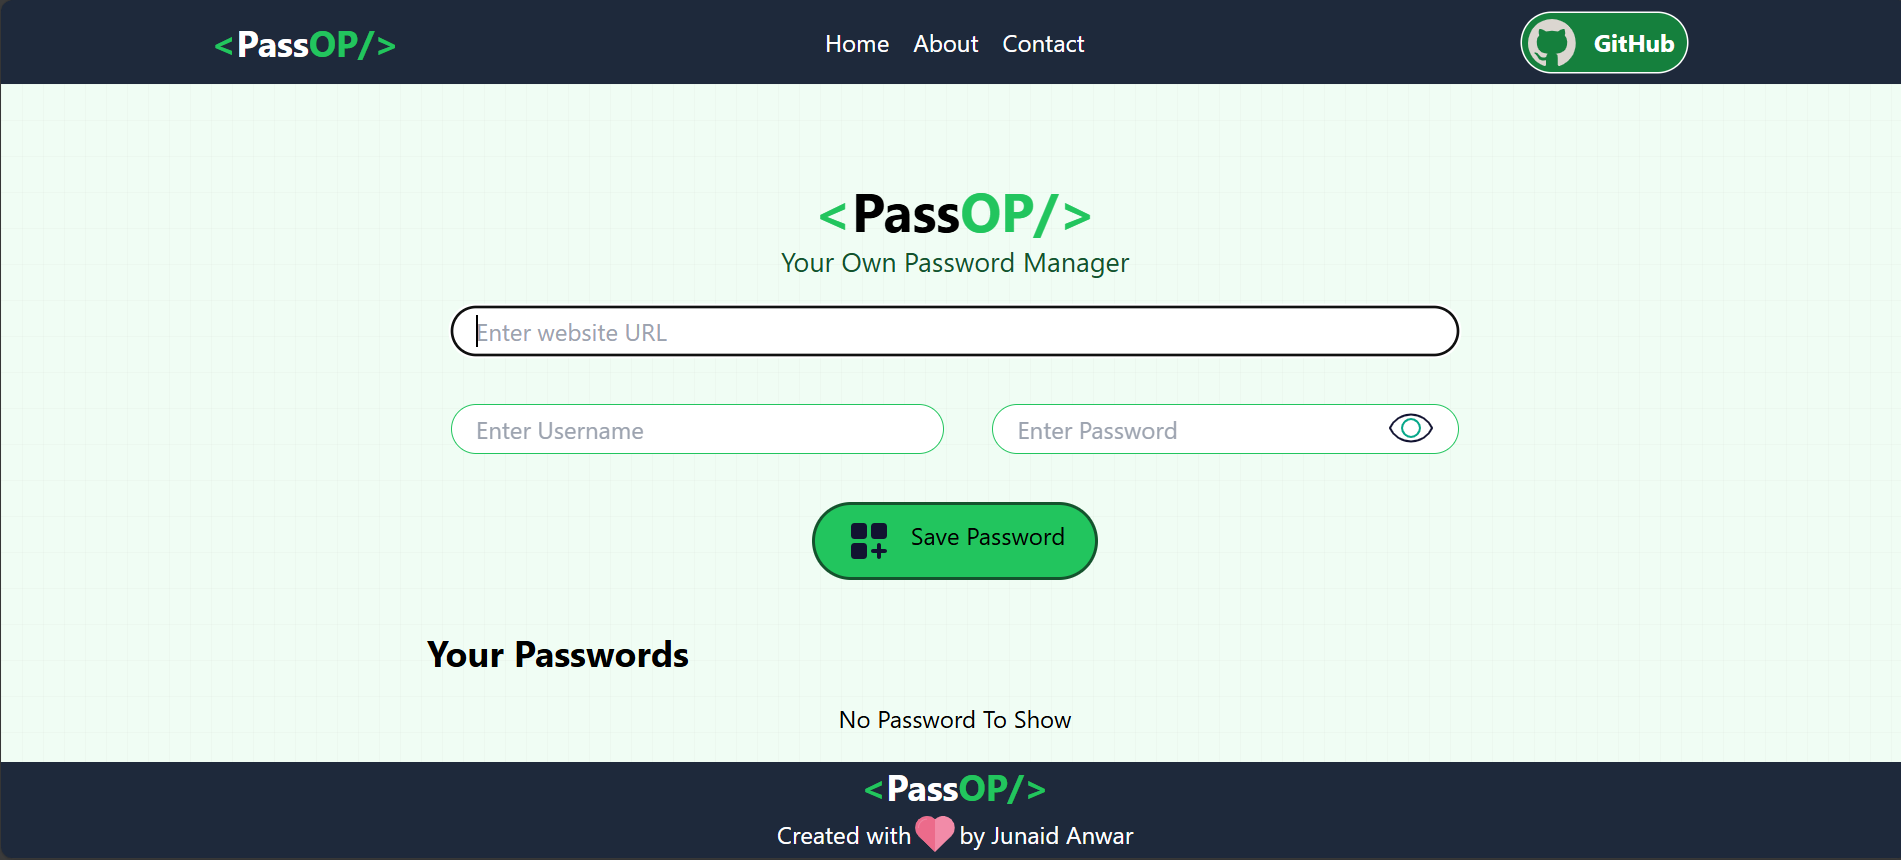 <PassOP/>
Home About Contact
GitHub
<PassOP/>
Your Own Password Manager
Enter website URL
Enter Username
Enter Password
Save Password
Your Passwords
No Password To Show
<PassOP/>
Created with by Junaid Anwar